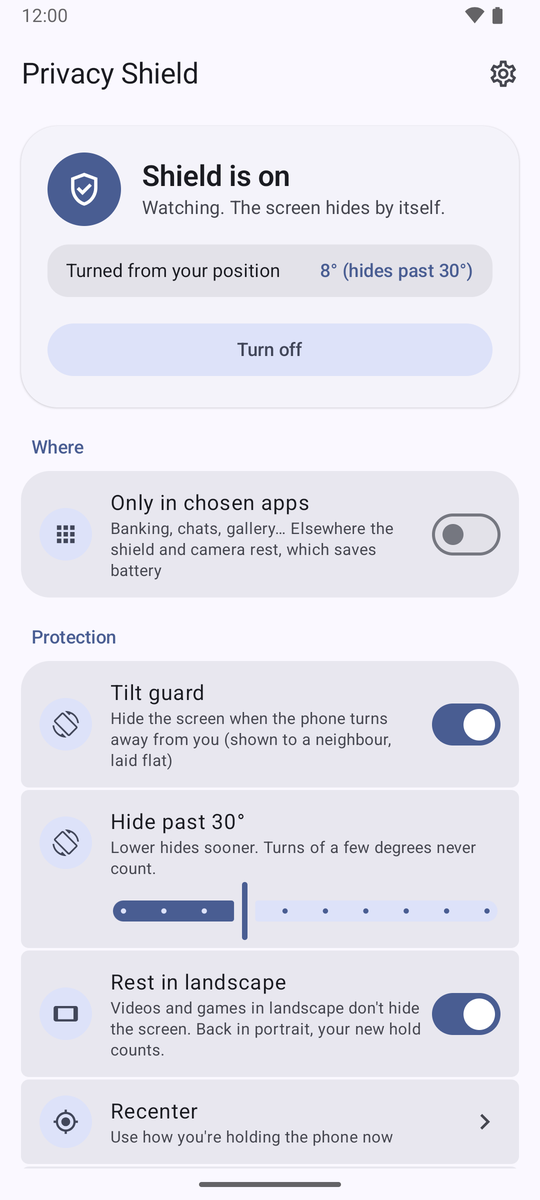 12:00
Privacy Shield
Shield is on
Watching. The screen hides by itself.
Turned from your position 8° (hides past 30°)
Turn off
Where
Only in chosen apps
Banking, chats, gallery… Elsewhere the
shield and camera rest, which saves
battery
Protection
Tilt guard
Hide the screen when the phone turns
away from you (shown to a neighbour,
laid flat)
Hide past 30°
Lower hides sooner. Turns of a few degrees never
count.
Rest in landscape
Videos and games in landscape don't hide
the screen. Back in portrait, your new hold
counts.
Recenter
Use how you're holding the phone now